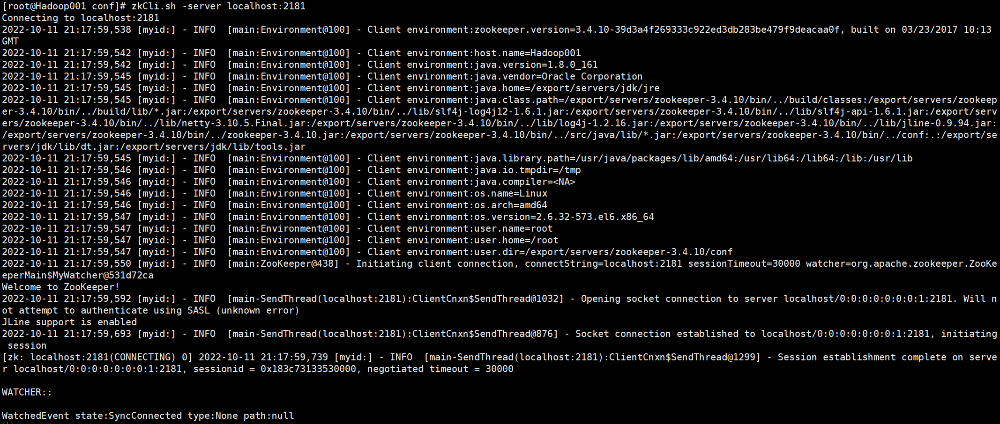 [root@Hadoop001 conf]# zkCli.sh -server localhost:2181
Connecting to localhost:2181
2022-10-11 21:17:59,538 [myid:] - INFO  [main:Environment@100] - Client environment:zookeeper.version=3.4.10-39d3a4f269333c922ed3db283be479f9deacaa0f, built on 03/23/2017 10:13
GMT
2022-10-11 21:17:59,542 [myid:] - INFO  [main:Environment@100] - Client environment:host.name=Hadoop001
2022-10-11 21:17:59,542 [myid:] - INFO  [main:Environment@100] - Client environment:java.version=1.8.0_161
2022-10-11 21:17:59,545 [myid:] - INFO  [main:Environment@100] - Client environment:java.vendor=Oracle Corporation
2022-10-11 21:17:59,545 [myid:] - INFO  [main:Environment@100] - Client environment:java.home=/export/servers/jdk/jre
2022-10-11 21:17:59,545 [myid:] - INFO  [main:Environment@100] - Client environment:java.class.path=/export/servers/zookeeper-3.4.10/bin/../build/classes:/export/servers/zookeep
er-3.4.10/bin/../build/lib/*.jar:/export/servers/zookeeper-3.4.10/bin/../lib/slf4j-log4j12-1.6.1.jar:/export/servers/zookeeper-3.4.10/bin/../lib/slf4j-api-1.6.1.jar:/export/serv
ers/zookeeper-3.4.10/bin/../lib/netty-3.10.5.Final.jar:/export/servers/zookeeper-3.4.10/bin/../lib/log4j-1.2.16.jar:/export/servers/zookeeper-3.4.10/bin/../lib/jline-0.9.94.jar:
/export/servers/zookeeper-3.4.10/bin/../zookeeper-3.4.10.jar:/export/servers/zookeeper-3.4.10/bin/../src/java/lib/*.jar:/export/servers/zookeeper-3.4.10/bin/../conf:.:/export/se
rvers/jdk/lib/dt.jar:/export/servers/jdk/lib/tools.jar
2022-10-11 21:17:59,545 [myid:] - INFO  [main:Environment@100] - Client environment:java.library.path=/usr/java/packages/lib/amd64:/usr/lib64:/lib64:/lib:/usr/lib
2022-10-11 21:17:59,546 [myid:] - INFO  [main:Environment@100] - Client environment:java.io.tmpdir=/tmp
2022-10-11 21:17:59,546 [myid:] - INFO  [main:Environment@100] - Client environment:java.compiler=<NA>
2022-10-11 21:17:59,546 [myid:] - INFO  [main:Environment@100] - Client environment:os.name=Linux
2022-10-11 21:17:59,546 [myid:] - INFO  [main:Environment@100] - Client environment:os.arch=amd64
2022-10-11 21:17:59,547 [myid:] - INFO  [main:Environment@100] - Client environment:os.version=2.6.32-573.el6.x86_64
2022-10-11 21:17:59,547 [myid:] - INFO  [main:Environment@100] - Client environment:user.name=root
2022-10-11 21:17:59,547 [myid:] - INFO  [main:Environment@100] - Client environment:user.home=/root
2022-10-11 21:17:59,547 [myid:] - INFO  [main:Environment@100] - Client environment:user.dir=/export/servers/zookeeper-3.4.10/conf
2022-10-11 21:17:59,550 [myid:] - INFO  [main:ZooKeeper@438] - Initiating client connection, connectString=localhost:2181 sessionTimeout=30000 watcher=org.apache.zookeeper.ZooKe
eperMain$MyWatcher@531d72ca
Welcome to ZooKeeper!
2022-10-11 21:17:59,592 [myid:] - INFO  [main-SendThread(localhost:2181):ClientCnxn$SendThread@1032] - Opening socket connection to server localhost/0:0:0:0:0:0:0:1:2181. Will n
ot attempt to authenticate using SASL (unknown error)
JLine support is enabled
2022-10-11 21:17:59,693 [myid:] - INFO  [main-SendThread(localhost:2181):ClientCnxn$SendThread@876] - Socket connection established to localhost/0:0:0:0:0:0:0:1:2181, initiating
 session
[zk: localhost:2181(CONNECTING) 0] 2022-10-11 21:17:59,739 [myid:] - INFO  [main-SendThread(localhost:2181):ClientCnxn$SendThread@1299] - Session establishment complete on serve
r localhost/0:0:0:0:0:0:0:1:2181, sessionid = 0x183c73133530000, negotiated timeout = 30000
WATCHER::
WatchedEvent state:SyncConnected type:None path:null